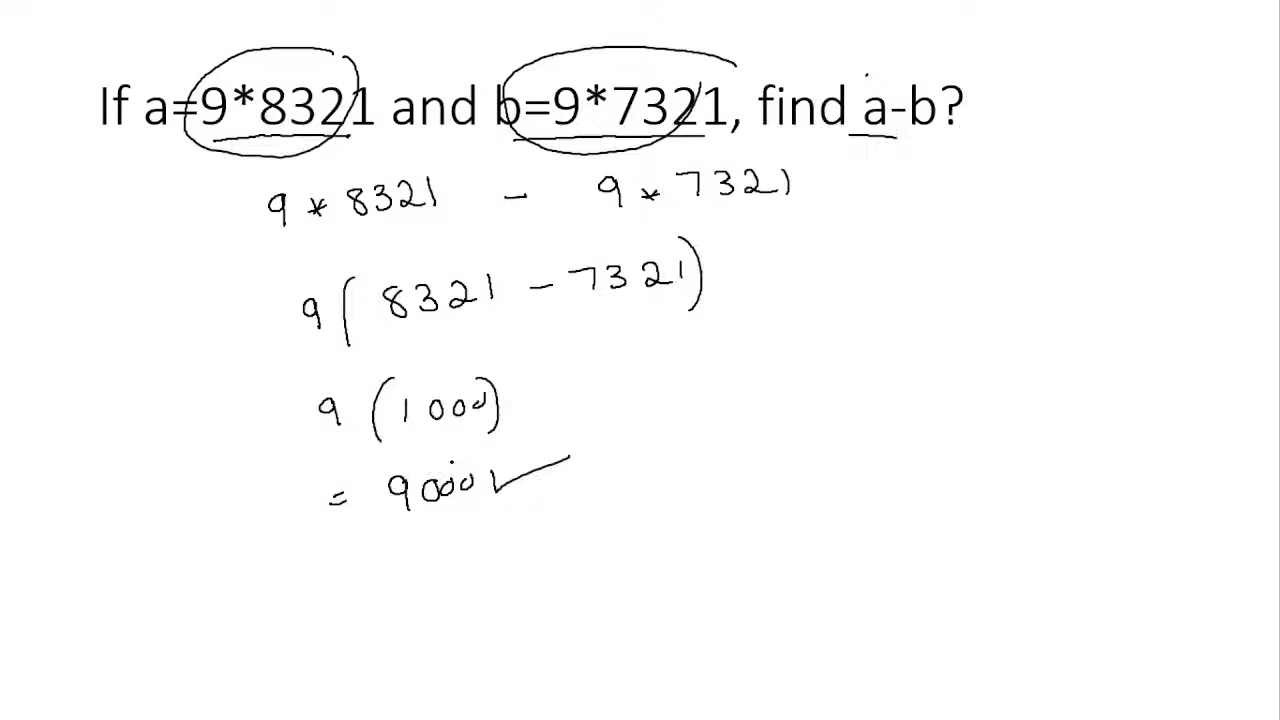 If a=9*8321 and b=9*7321, find a-b?
9 * 8321 - 9 * 7321
9 ( 8321 - 7321 )
9 ( 1000 )
= 9000 ✓